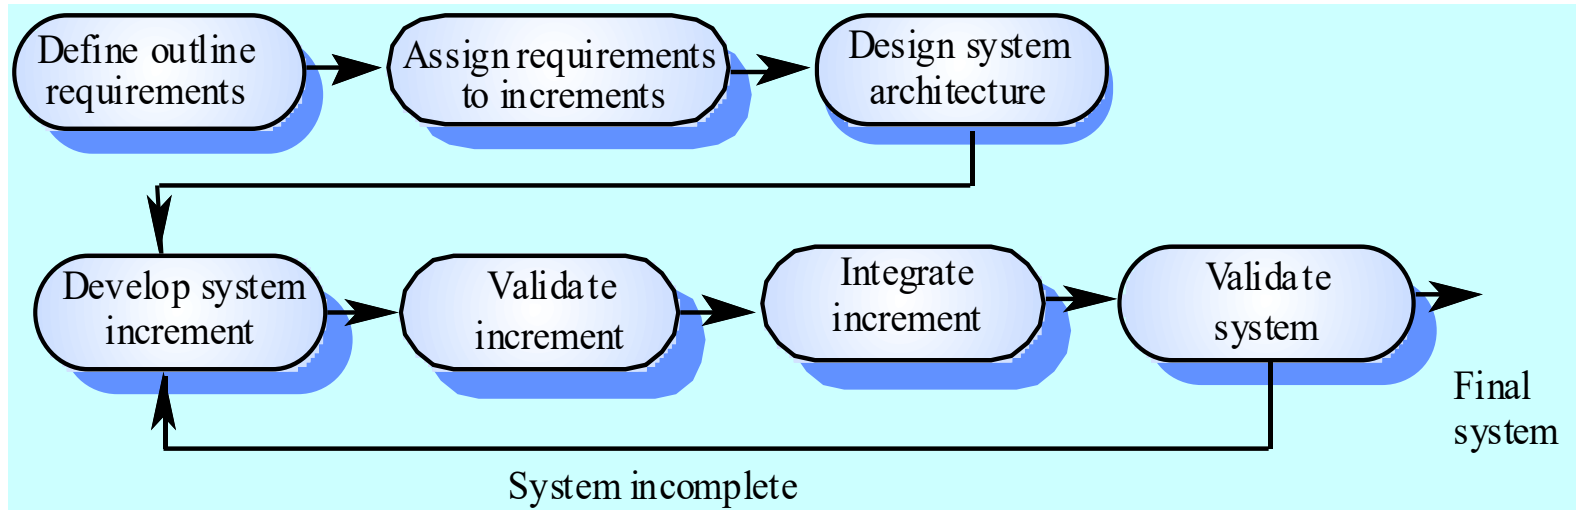 Define outline
requirements
Assign requirements
to increments
Design system
architecture
Develop system
increment
Validate
increment
Integrate
increment
Validate
system
Final
system
System incomplete